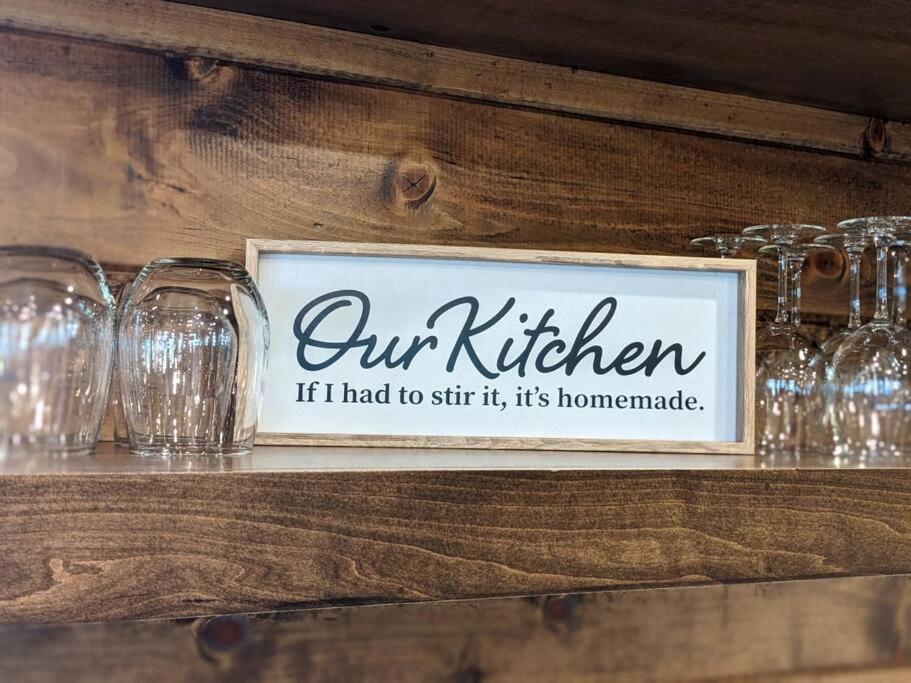 Our Kitchen
If I had to stir it, it's homemade.